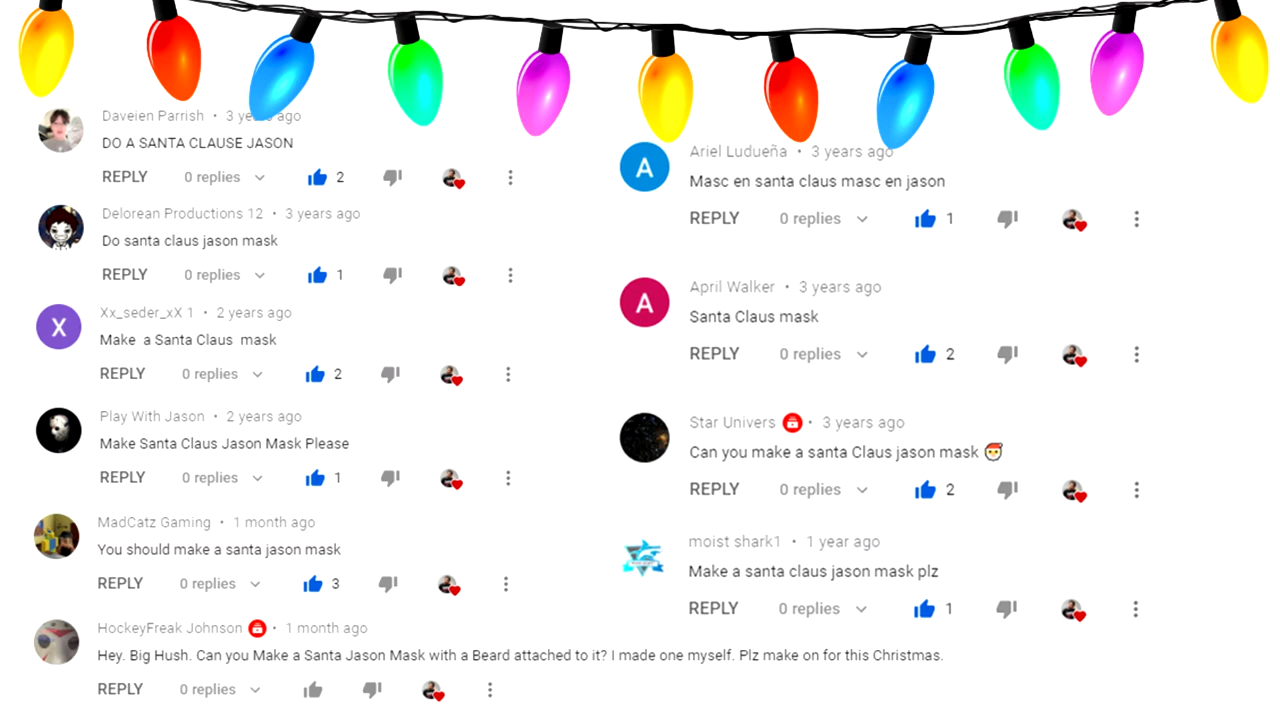 Daveien Parrish • 3 years ago
DO A SANTA CLAUSE JASON
REPLY 0 replies 2
Delorean Productions 12 • 3 years ago
Do santa claus jason mask
REPLY 0 replies 1
X
Xx_seder_xX 1 • 2 years ago
Make a Santa Claus mask
REPLY 0 replies 2
Play With Jason • 2 years ago
Make Santa Claus Jason Mask Please
REPLY 0 replies 1
MadCatz Gaming • 1 month ago
You should make a santa jason mask
REPLY 0 replies 3
HockeyFreak Johnson • 1 month ago
Hey. Big Hush. Can you Make a Santa Jason Mask with a Beard attached to it? I made one myself. Plz make on for this Christmas.
REPLY 0 replies
A
Ariel Ludueña • 3 years ago
Masc en santa claus masc en jason
REPLY 0 replies 1
A
April Walker • 3 years ago
Santa Claus mask
REPLY 0 replies 2
Star Univers • 3 years ago
Can you make a santa Claus jason mask 🎅
REPLY 0 replies 2
moist shark1 • 1 year ago
Make a santa claus jason mask plz
REPLY 0 replies 1